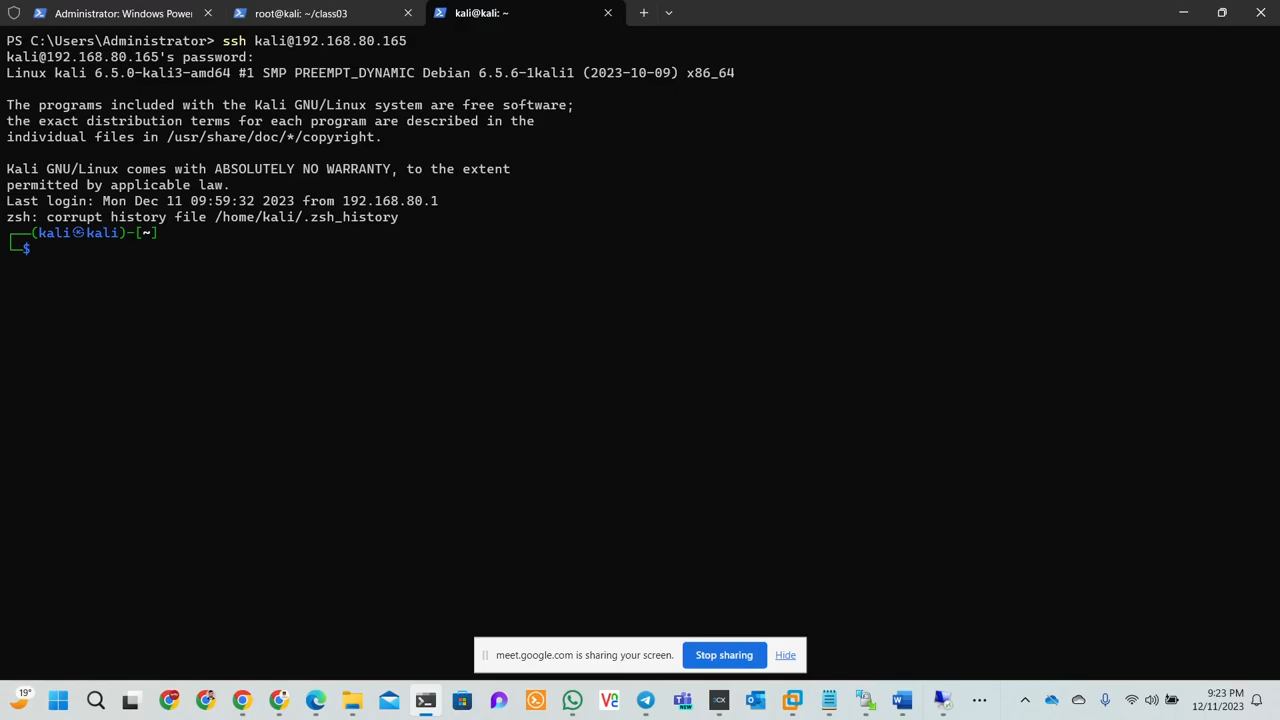 Administrator: Windows Power
root@kali: ~/class03
kali@kali: ~
PS C:\Users\Administrator> ssh kali@192.168.80.165
kali@192.168.80.165's password:
Linux kali 6.5.0-kali3-amd64 #1 SMP PREEMPT_DYNAMIC Debian 6.5.6-1kali1 (2023-10-09) x86_64
The programs included with the Kali GNU/Linux system are free software;
the exact distribution terms for each program are described in the
individual files in /usr/share/doc/*/copyright.
Kali GNU/Linux comes with ABSOLUTELY NO WARRANTY, to the extent
permitted by applicable law.
Last login: Mon Dec 11 09:59:32 2023 from 192.168.80.1
zsh: corrupt history file /home/kali/.zsh_history
┌──(kali㉿kali)-[~]
└─$
meet.google.com is sharing your screen. Stop sharing Hide
19°
NEW
9:23 PM
12/11/2023